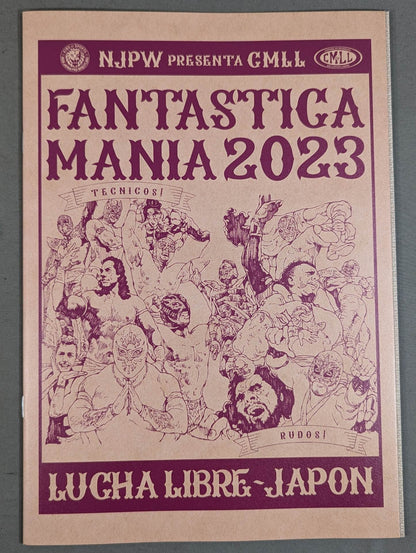 NJPW PRESENTA CMLL
CMLL
FANTASTICA
MANIA 2023
TECNICOS!
RUDOS!
LUCHA LIBRE~JAPON